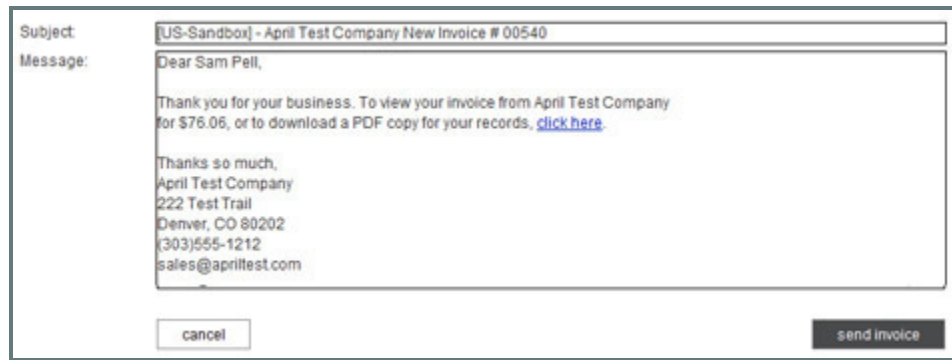 Subject: [US-Sandbox] - April Test Company New Invoice # 00540
Message: Dear Sam Pell,
Thank you for your business. To view your invoice from April Test Company
for $76.06, or to download a PDF copy for your records, click here.
Thanks so much,
April Test Company
222 Test Trail
Denver, CO 80202
(303)555-1212
sales@apriltest.com
cancel send invoice